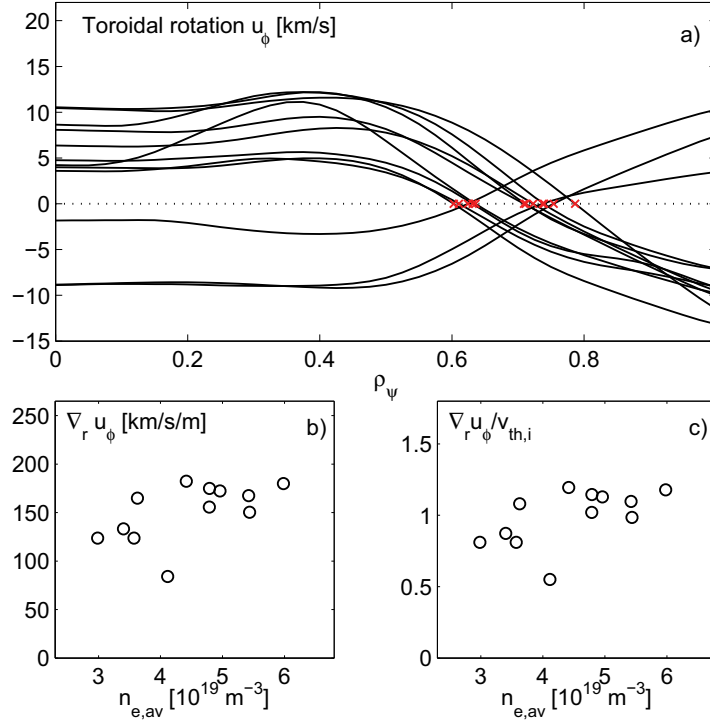 Toroidal rotation u_ϕ [km/s]
a)
20
15
10
5
0
−5
−10
−15
0 0.2 0.4 0.6 0.8
ρ_ψ
∇_r u_ϕ [km/s/m]
b)
250
200
150
100
50
0
3 4 5 6
n_e,av [10^19 m^−3]
∇_r u_ϕ/v_th,i
c)
1.5
1
0.5
0
3 4 5 6
n_e,av [10^19 m^−3]